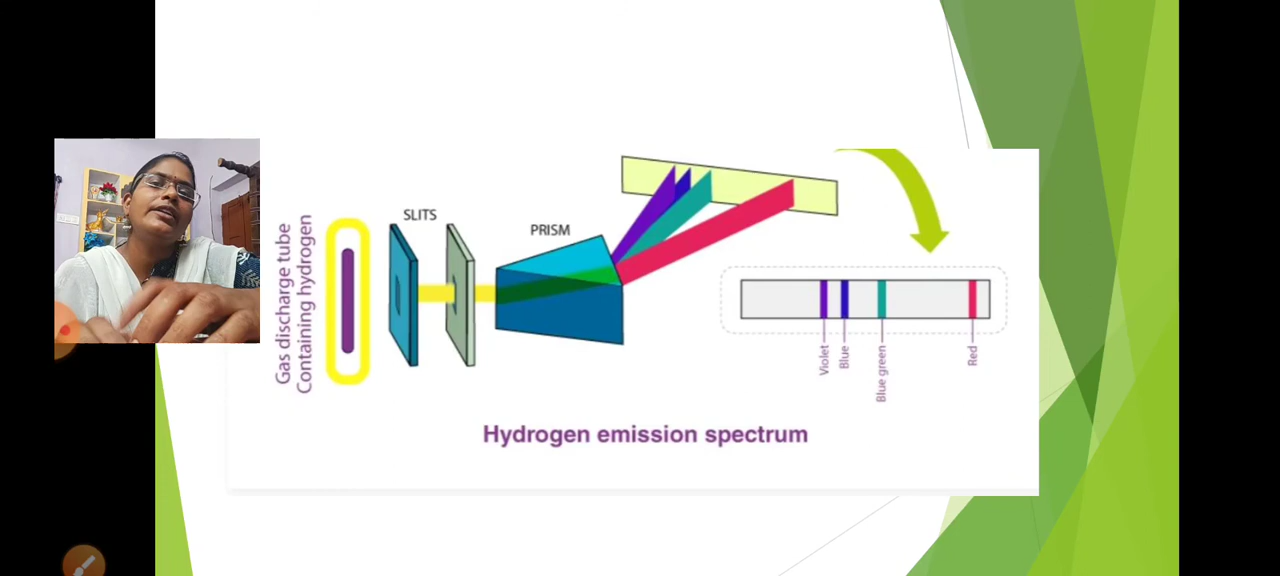 Gas discharge tube
Containing hydrogen
SLITS
PRISM
Violet
Blue
Blue green
Red
Hydrogen emission spectrum